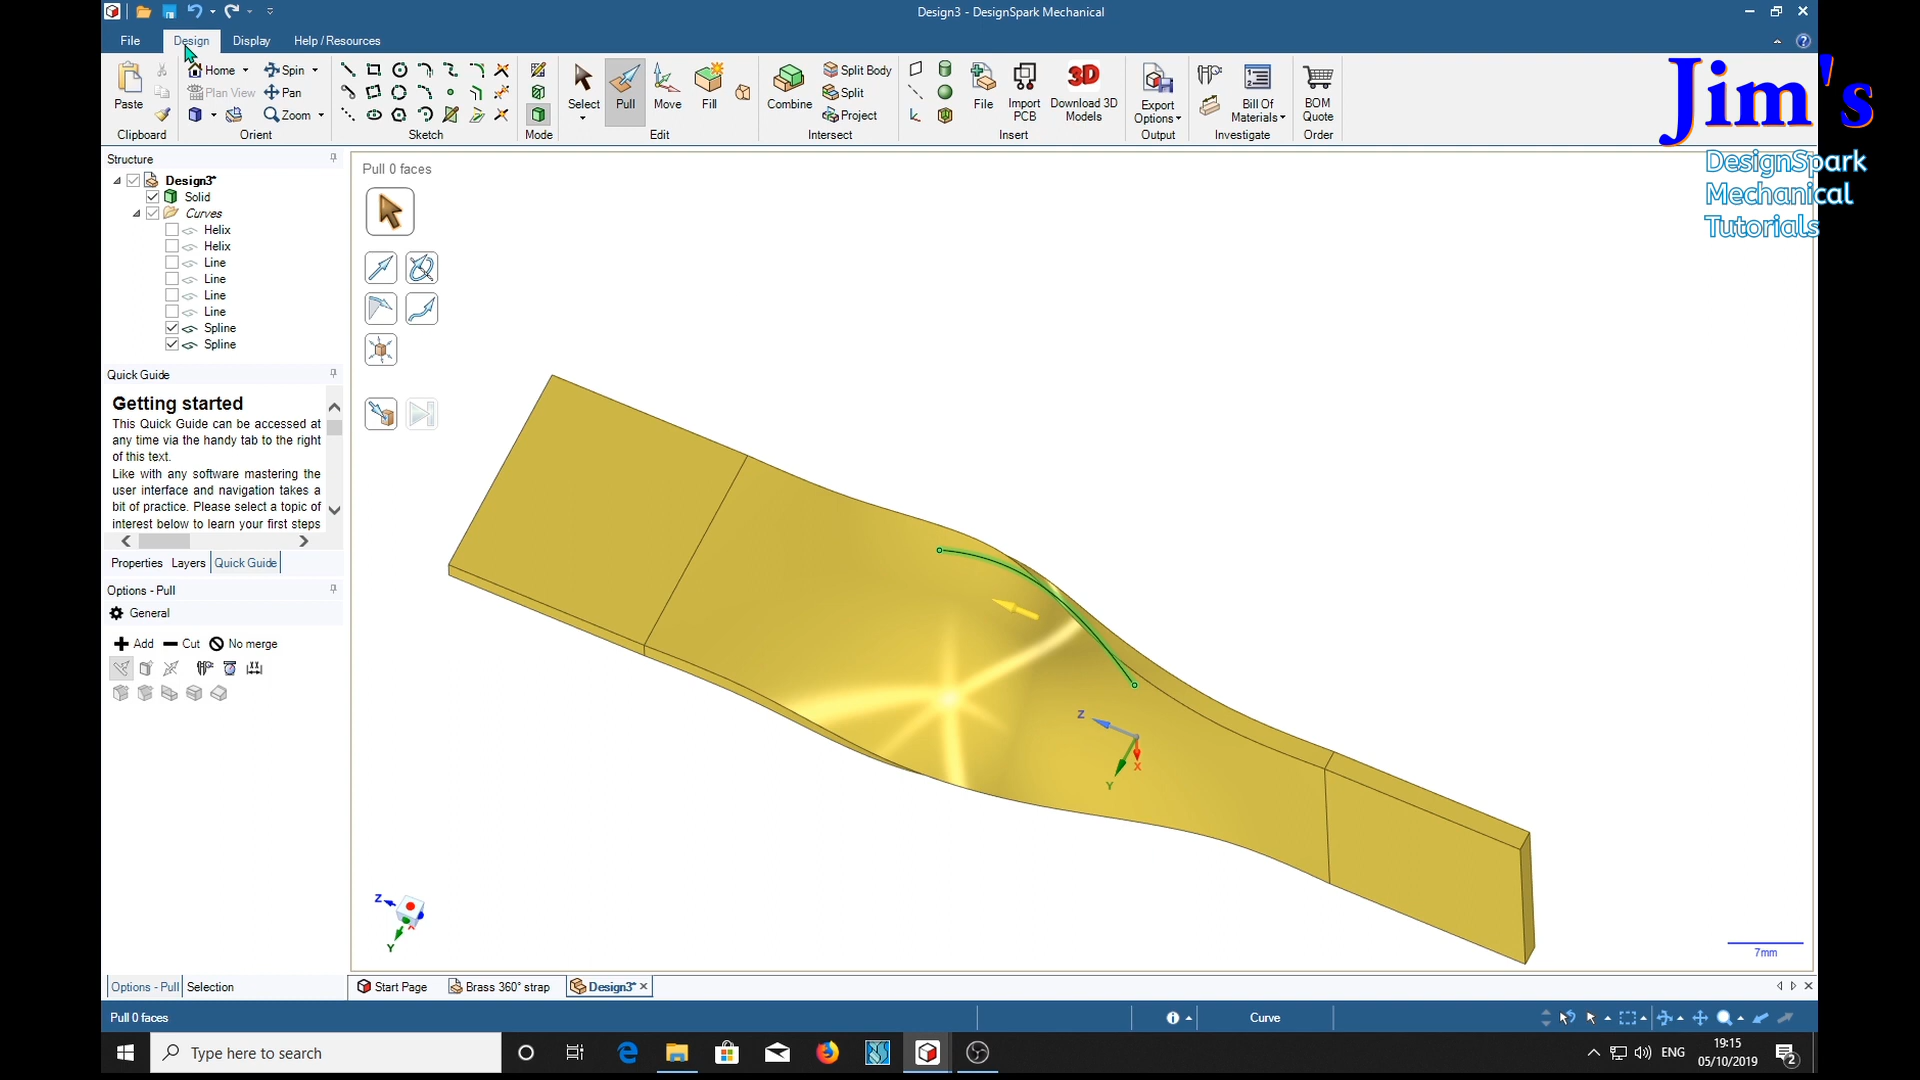 Design3 - DesignSpark Mechanical
File
Design
Display
Help / Resources
Paste
Clipboard
Home
Plan View
Spin
Pan
Zoom
Orient
Sketch
Mode
Select
Pull
Move
Fill
Edit
Combine
Split Body
Split
Project
Intersect
File
Import PCB
3D
Download 3D Models
Insert
Export Options
Output
Bill Of Materials
Investigate
BOM Quote
Order
Jim's
DesignSpark
Mechanical
Tutorials
Structure
Design3*
Solid
Curves
Helix
Helix
Line
Line
Line
Line
Spline
Spline
Quick Guide
Getting started
This Quick Guide can be accessed at
any time via the handy tab to the right
of this text.
Like with any software mastering the
user interface and navigation takes a
bit of practice. Please select a topic of
interest below to learn your first steps
Properties
Layers
Quick Guide
Options - Pull
General
Add
Cut
No merge
Pull 0 faces
Z
X
Y
Z
X
Y
7mm
Options - Pull
Selection
Start Page
Brass 360° strap
Design3*
Pull 0 faces
Curve
Type here to search
ENG
19:15
05/10/2019
2